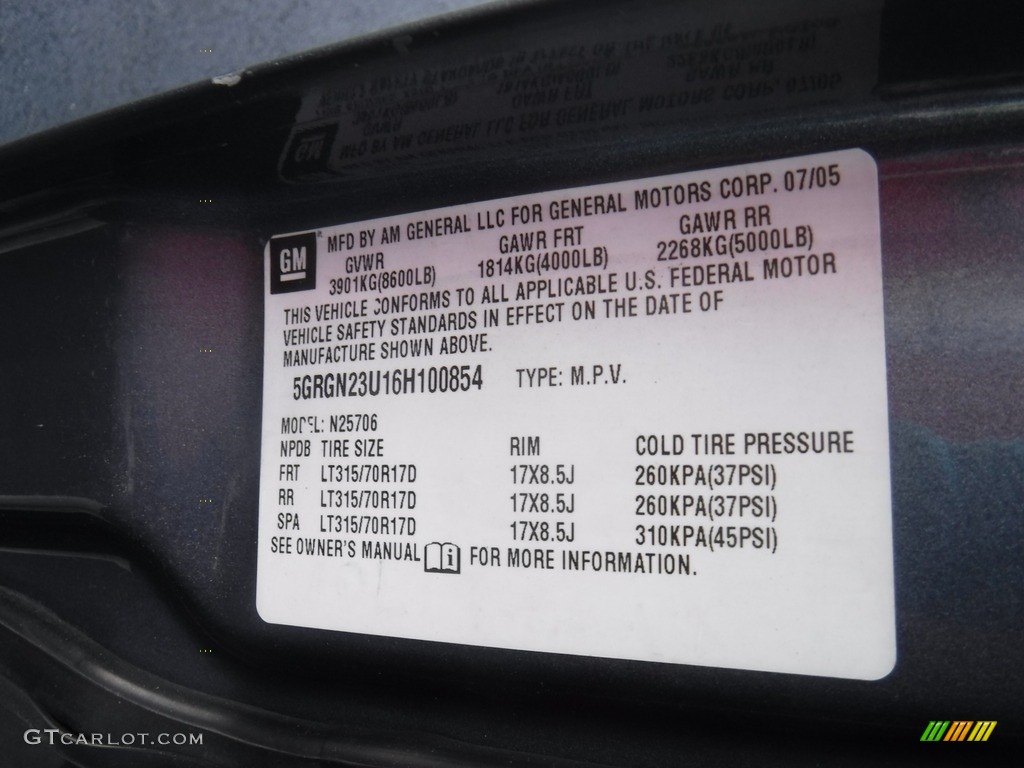 GM
MFD BY AM GENERAL LLC FOR GENERAL MOTORS CORP. 07/05
GVWR GAWR FRT GAWR RR
3901KG(8600LB) 1814KG(4000LB) 2268KG(5000LB)
THIS VEHICLE CONFORMS TO ALL APPLICABLE U.S. FEDERAL MOTOR
VEHICLE SAFETY STANDARDS IN EFFECT ON THE DATE OF
MANUFACTURE SHOWN ABOVE.
5GRGN23U16H100854 TYPE: M.P.V.
MODEL: N25706
NPDB TIRE SIZE RIM COLD TIRE PRESSURE
FRT LT315/70R17D 17X8.5J 260KPA(37PSI)
RR LT315/70R17D 17X8.5J 260KPA(37PSI)
SPA LT315/70R17D 17X8.5J 310KPA(45PSI)
SEE OWNER'S MANUAL i FOR MORE INFORMATION.
GTCARLOT.COM